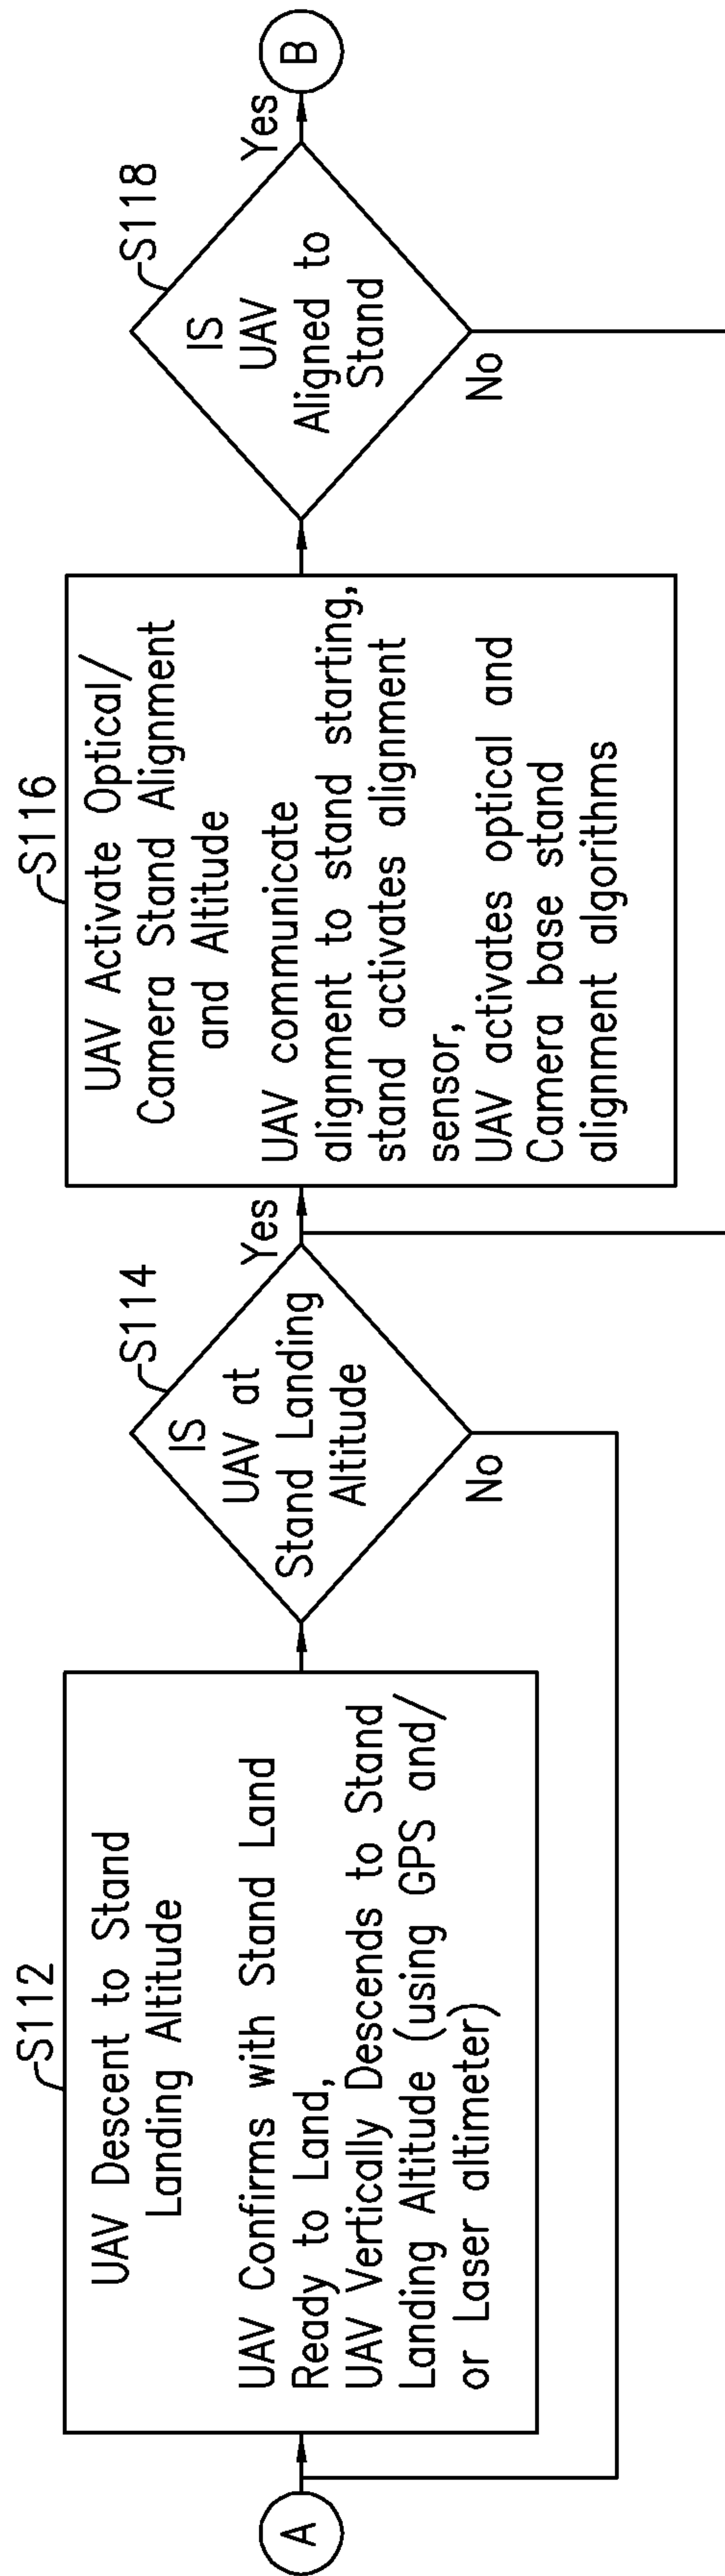 A
S112
UAV Descent to Stand
Landing Altitude
UAV Confirms with Stand Land
Ready to Land,
UAV Vertically Descends to Stand
Landing Altitude (using GPS and/
or Laser altimeter)
S114
IS
UAV at
Stand Landing
Altitude
Yes
No
S116
UAV Activate Optical/
Camera Stand Alignment
and Altitude
UAV communicate
alignment to stand starting,
stand activates alignment
sensor,
UAV activates optical and
Camera base stand
alignment algorithms
S118
IS
UAV
Aligned to
Stand
Yes
No
B